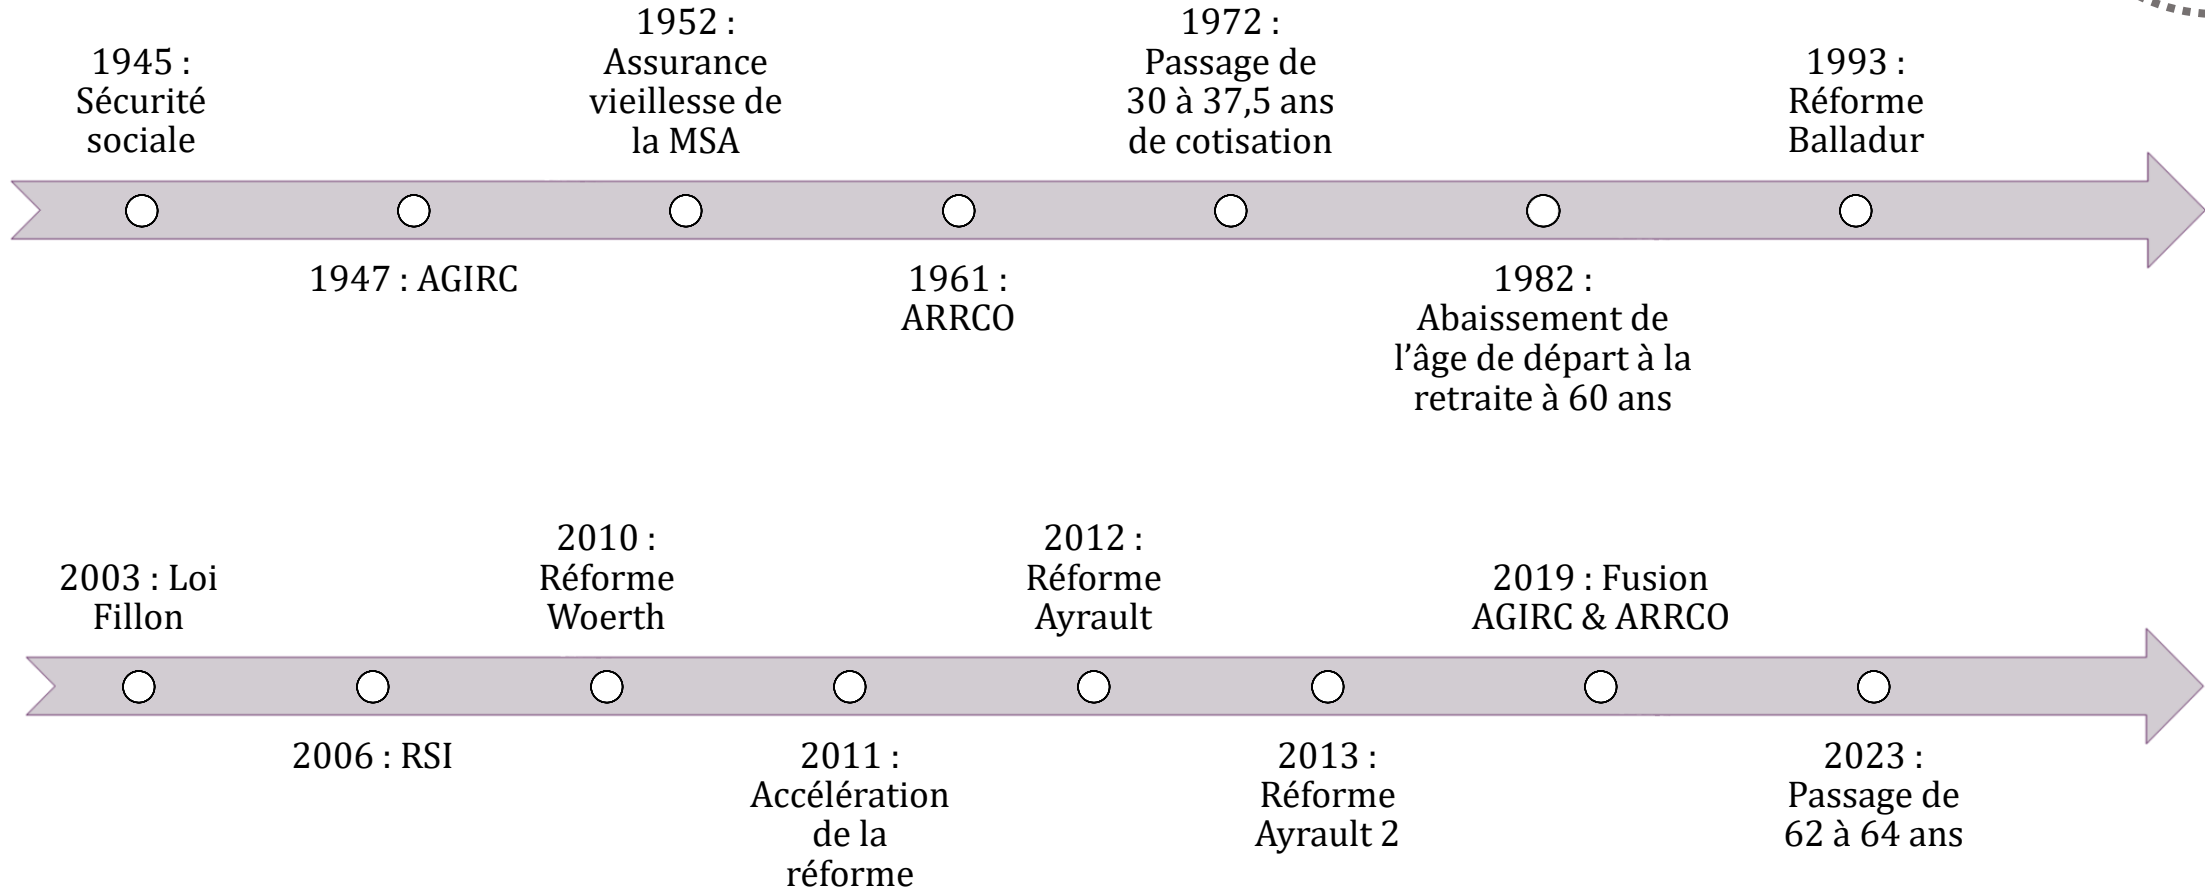 1945 :
Sécurité
sociale
1947 : AGIRC
1952 :
Assurance
vieillesse de
la MSA
1961 :
ARRCO
1972 :
Passage de
30 à 37,5 ans
de cotisation
1982 :
Abaissement de
l’âge de départ à la
retraite à 60 ans
1993 :
Réforme
Balladur
2003 : Loi
Fillon
2006 : RSI
2010 :
Réforme
Woerth
2011 :
Accélération
de la
réforme
2012 :
Réforme
Ayrault
2013 :
Réforme
Ayrault 2
2019 : Fusion
AGIRC & ARRCO
2023 :
Passage de
62 à 64 ans